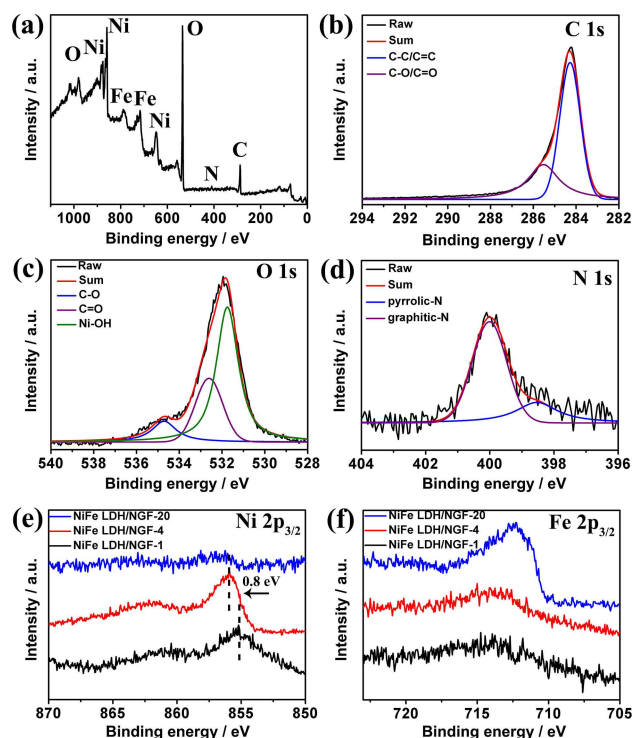 (a)
O
Ni
Ni
Fe
Fe
Ni
O
N
C
Intensity / a.u.
1000 800 600 400 200 0
Binding energy / eV
(b)
C 1s
Raw
Sum
C-C/C=C
C-O/C=O
Intensity / a.u.
294 292 290 288 286 284 282
Binding energy / eV
(c)
O 1s
Raw
Sum
C-O
C=O
Ni-OH
Intensity / a.u.
540 538 536 534 532 530 528
Binding energy / eV
(d)
N 1s
Raw
Sum
pyrrolic-N
graphitic-N
Intensity / a.u.
404 402 400 398 396
Binding energy / eV
(e)
Ni 2p3/2
NiFe LDH/NGF-20
NiFe LDH/NGF-4
NiFe LDH/NGF-1
0.8 eV
Intensity / a.u.
870 865 860 855 850
Binding energy / eV
(f)
Fe 2p3/2
NiFe LDH/NGF-20
NiFe LDH/NGF-4
NiFe LDH/NGF-1
Intensity / a.u.
720 715 710 705
Binding energy / eV